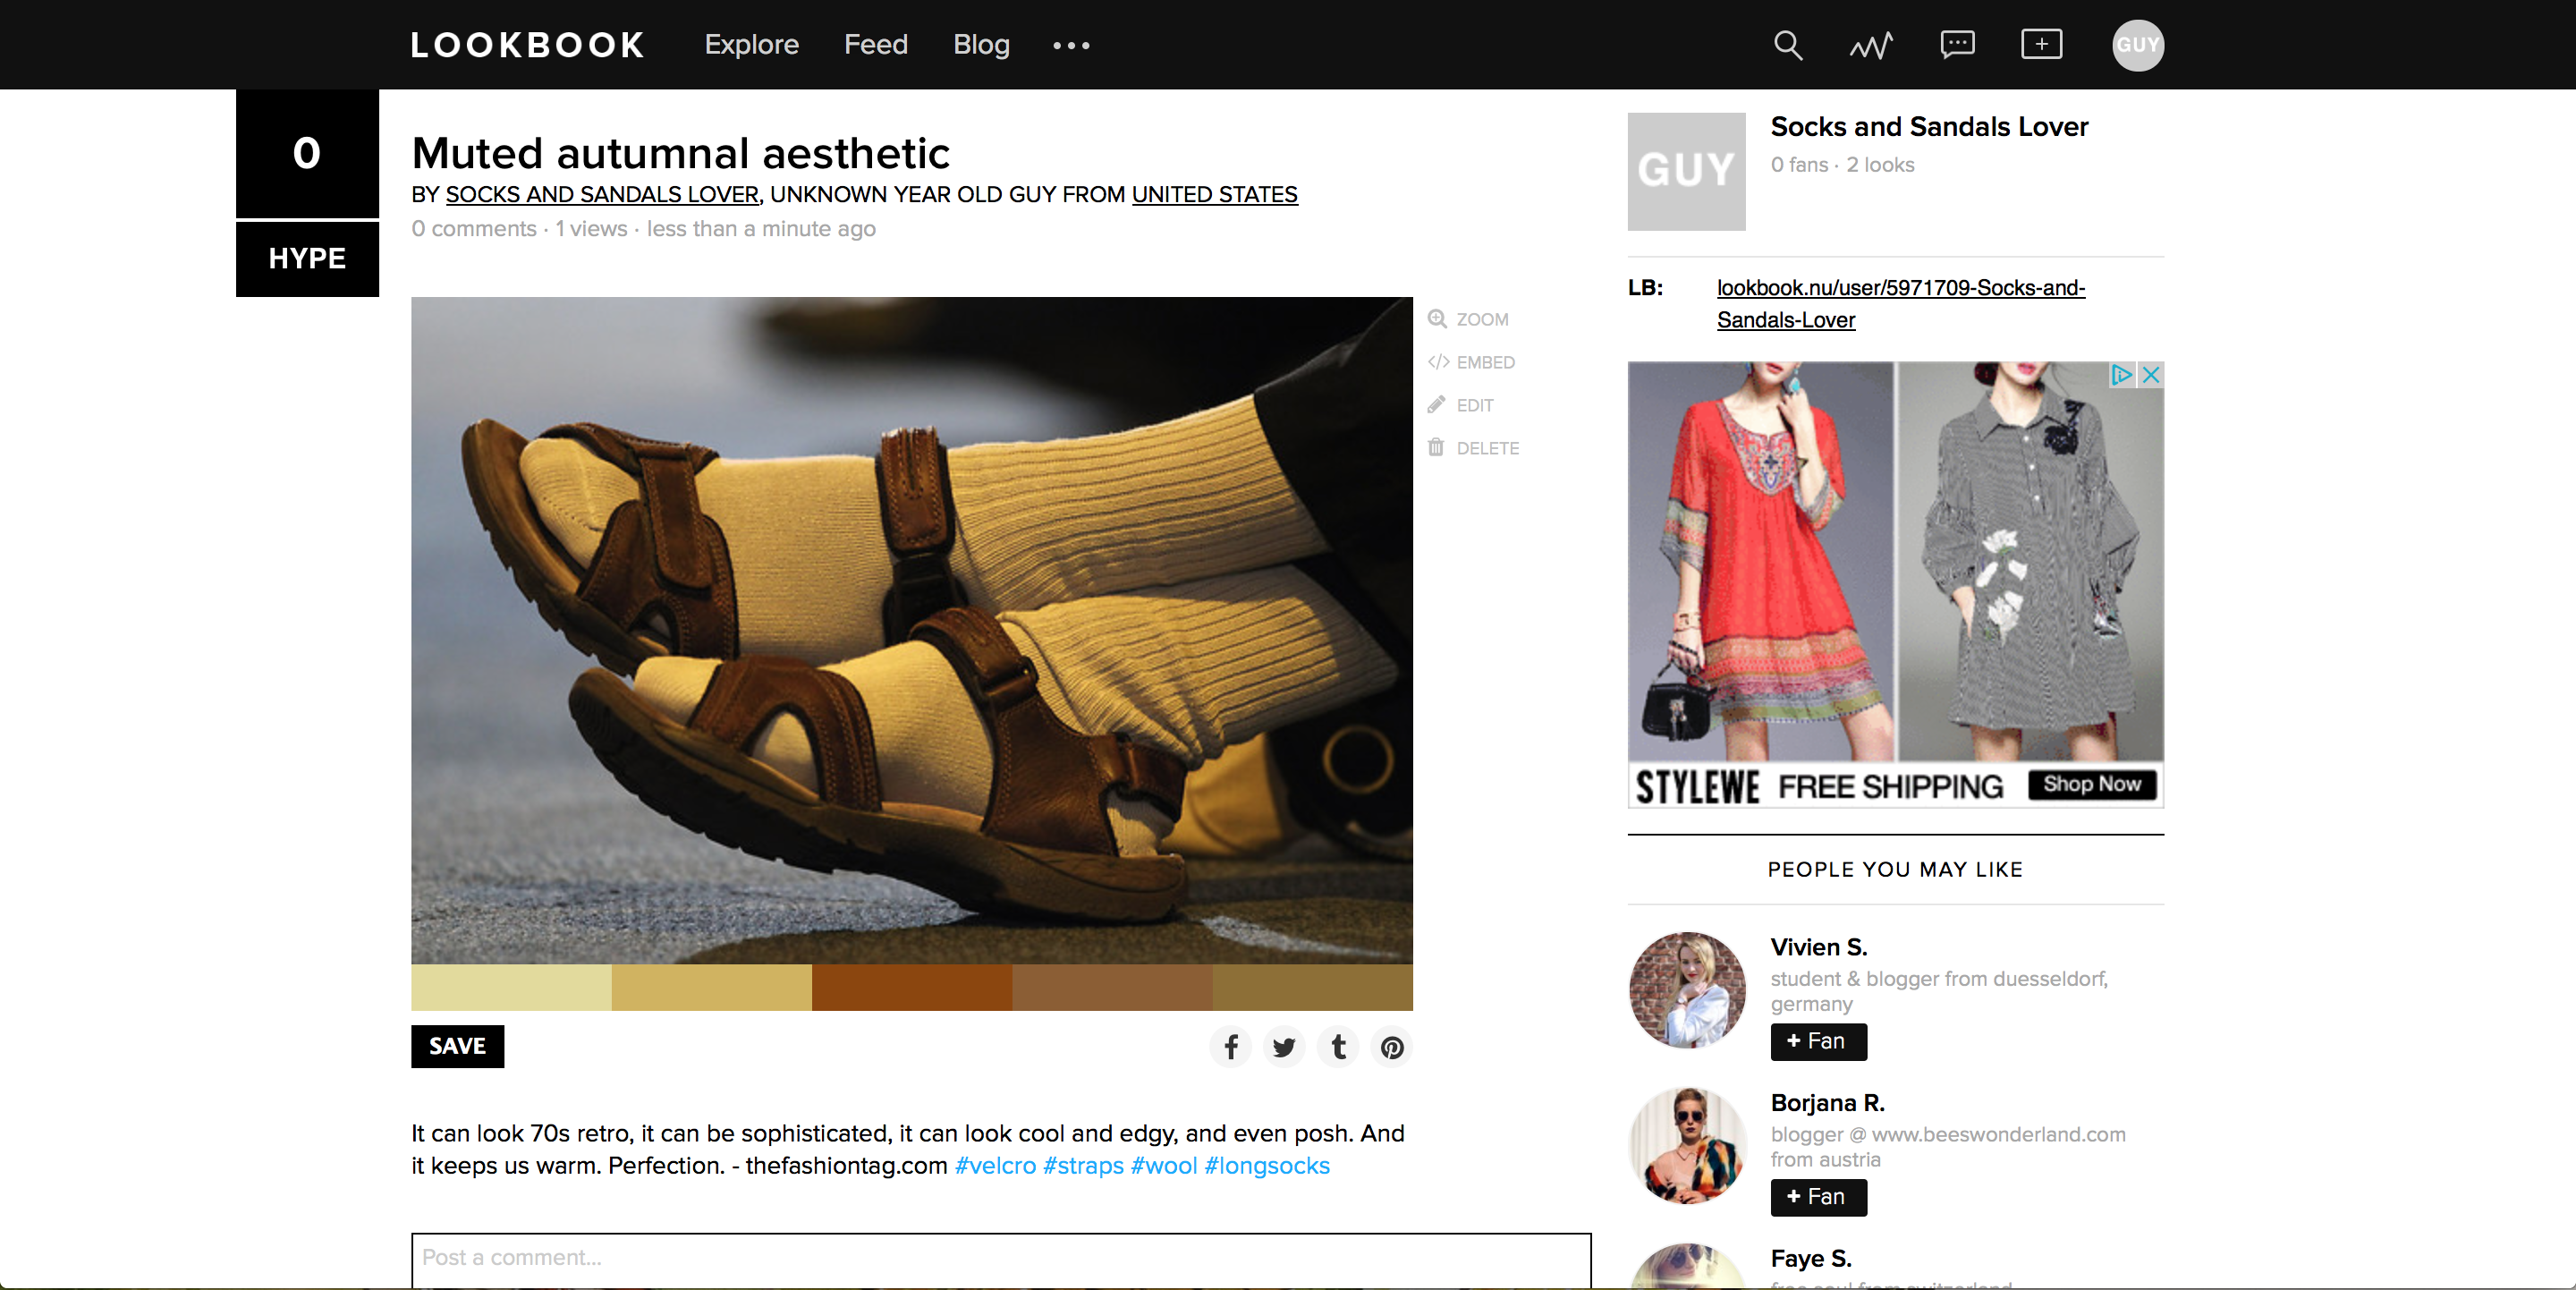 LOOKBOOK Explore Feed Blog
GUY
0
HYPE
Muted autumnal aesthetic
BY SOCKS AND SANDALS LOVER, UNKNOWN YEAR OLD GUY FROM UNITED STATES
0 comments · 1 views · less than a minute ago
ZOOM
</> EMBED
EDIT
DELETE
SAVE
It can look 70s retro, it can be sophisticated, it can look cool and edgy, and even posh. And
it keeps us warm. Perfection. - thefashiontag.com #velcro #straps #wool #longsocks
Post a comment...
GUY
Socks and Sandals Lover
0 fans · 2 looks
LB: lookbook.nu/user/5971709-Socks-and-
Sandals-Lover
STYLEWE FREE SHIPPING Shop Now
PEOPLE YOU MAY LIKE
Vivien S.
student & blogger from duesseldorf,
germany
+ Fan
Borjana R.
blogger @ www.beeswonderland.com
from austria
+ Fan
Faye S.
free soul from switzerland